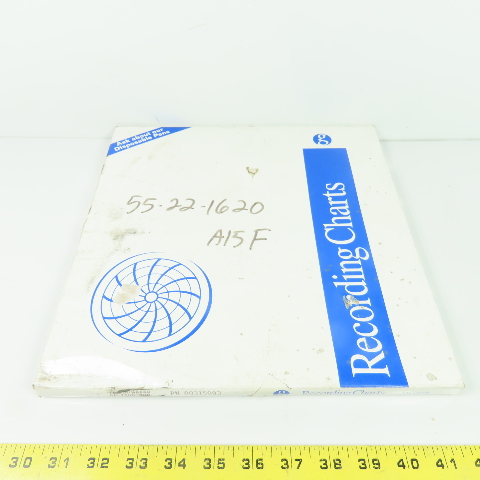 Ask about our
Disposable Pens
55-22-1620
A15F
Recording Charts
Recording Charts
30 31 32 33 34 35 36 37 38 39 40 41 4